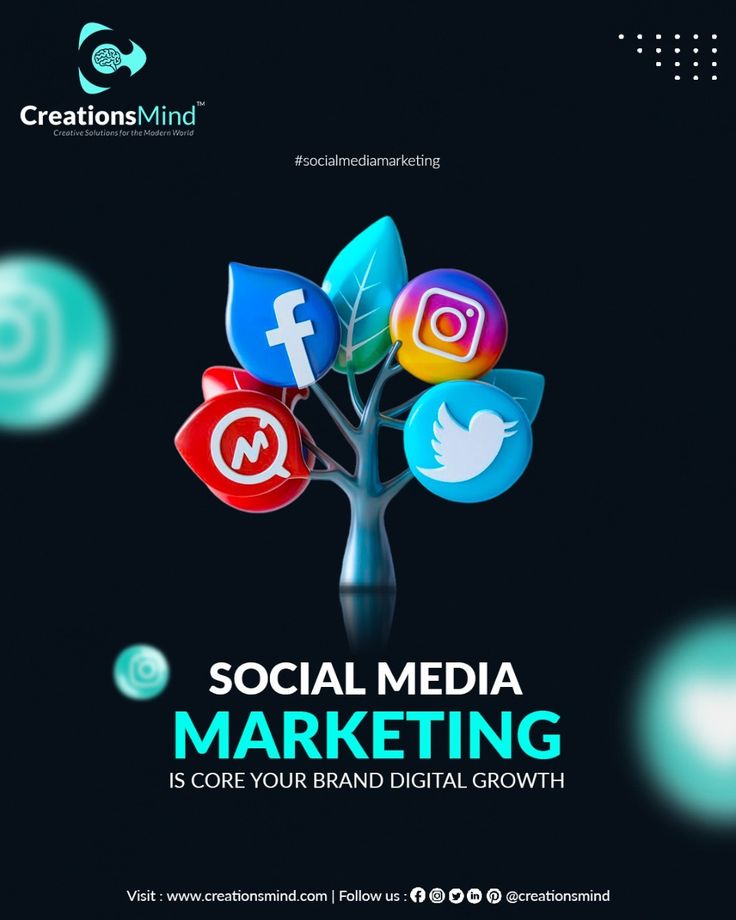 CreationsMind™
Creative Solutions for the Modern World
#socialmediamarketing
SOCIAL MEDIA
MARKETING
IS CORE YOUR BRAND DIGITAL GROWTH
Visit : www.creationsmind.com | Follow us : @creationsmind